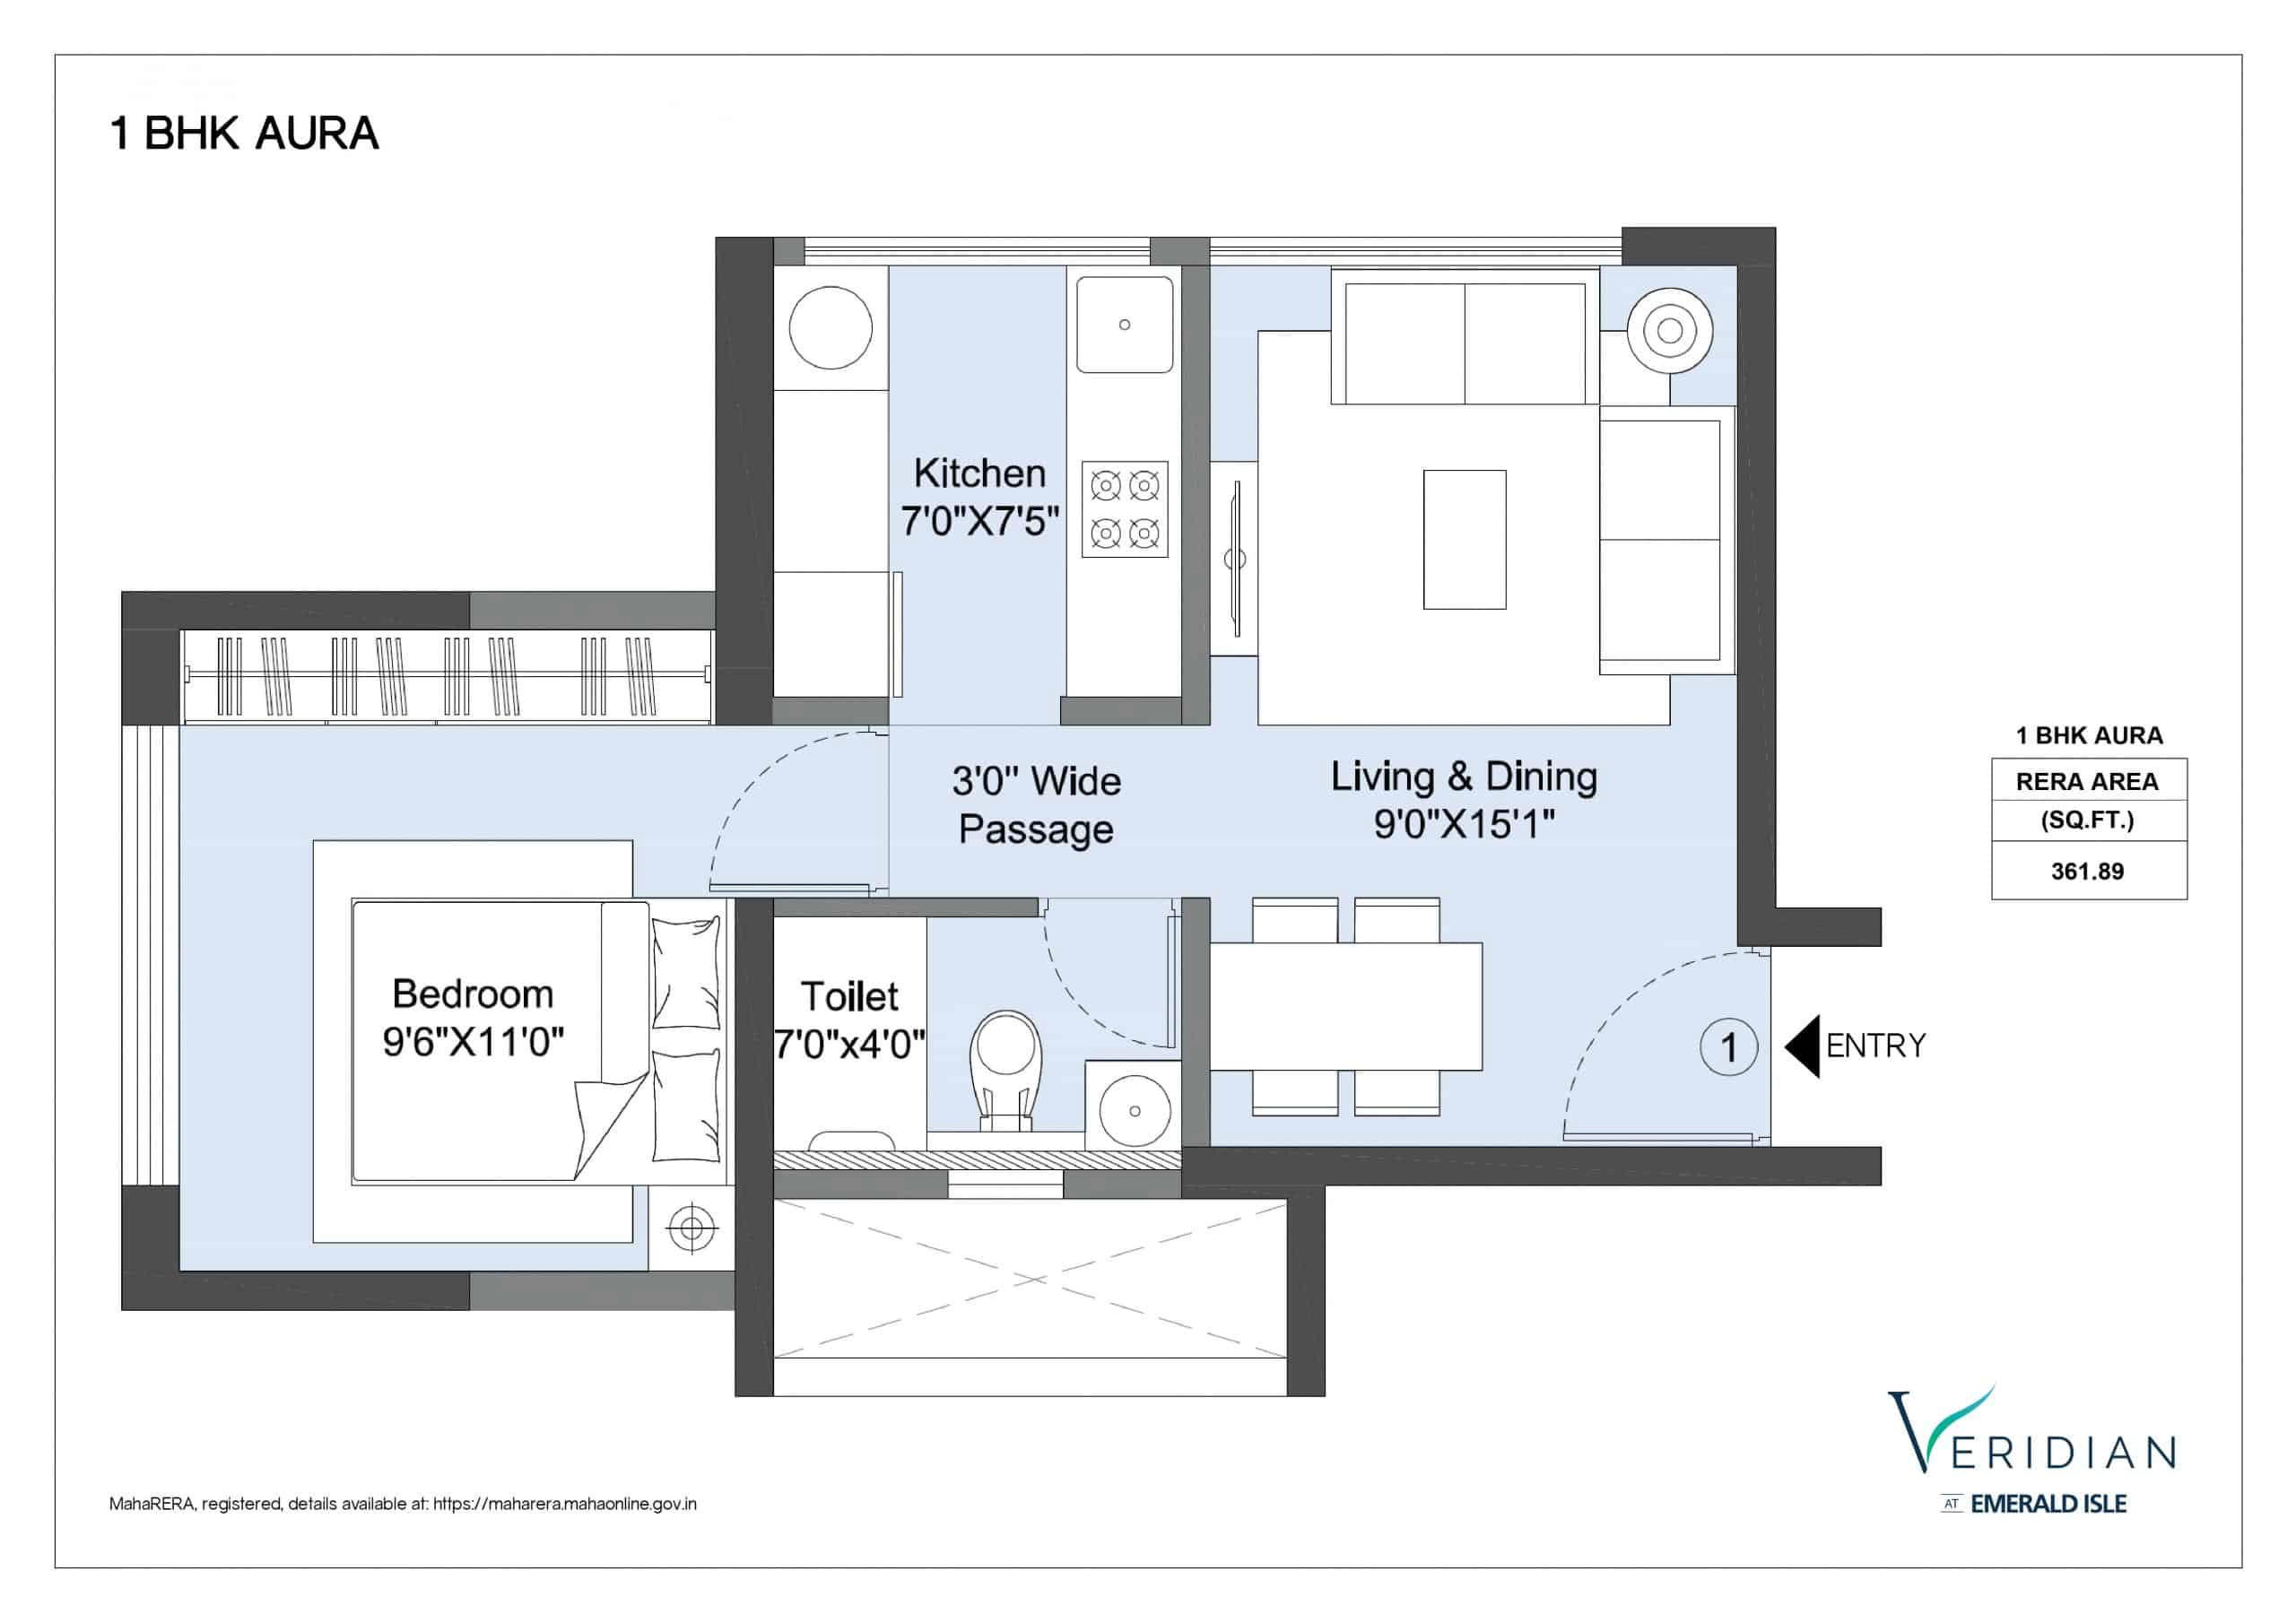 1 BHK AURA
Kitchen
7'0"X7'5"
3'0" Wide
Passage
Living & Dining
9'0"X15'1"
Bedroom
9'6"X11'0"
Toilet
7'0"x4'0"
1
ENTRY
1 BHK AURA
RERA AREA
(SQ.FT.)
361.89
MahaRERA, registered, details available at: https://maharera.mahaonline.gov.in
VERIDIAN
AT EMERALD ISLE